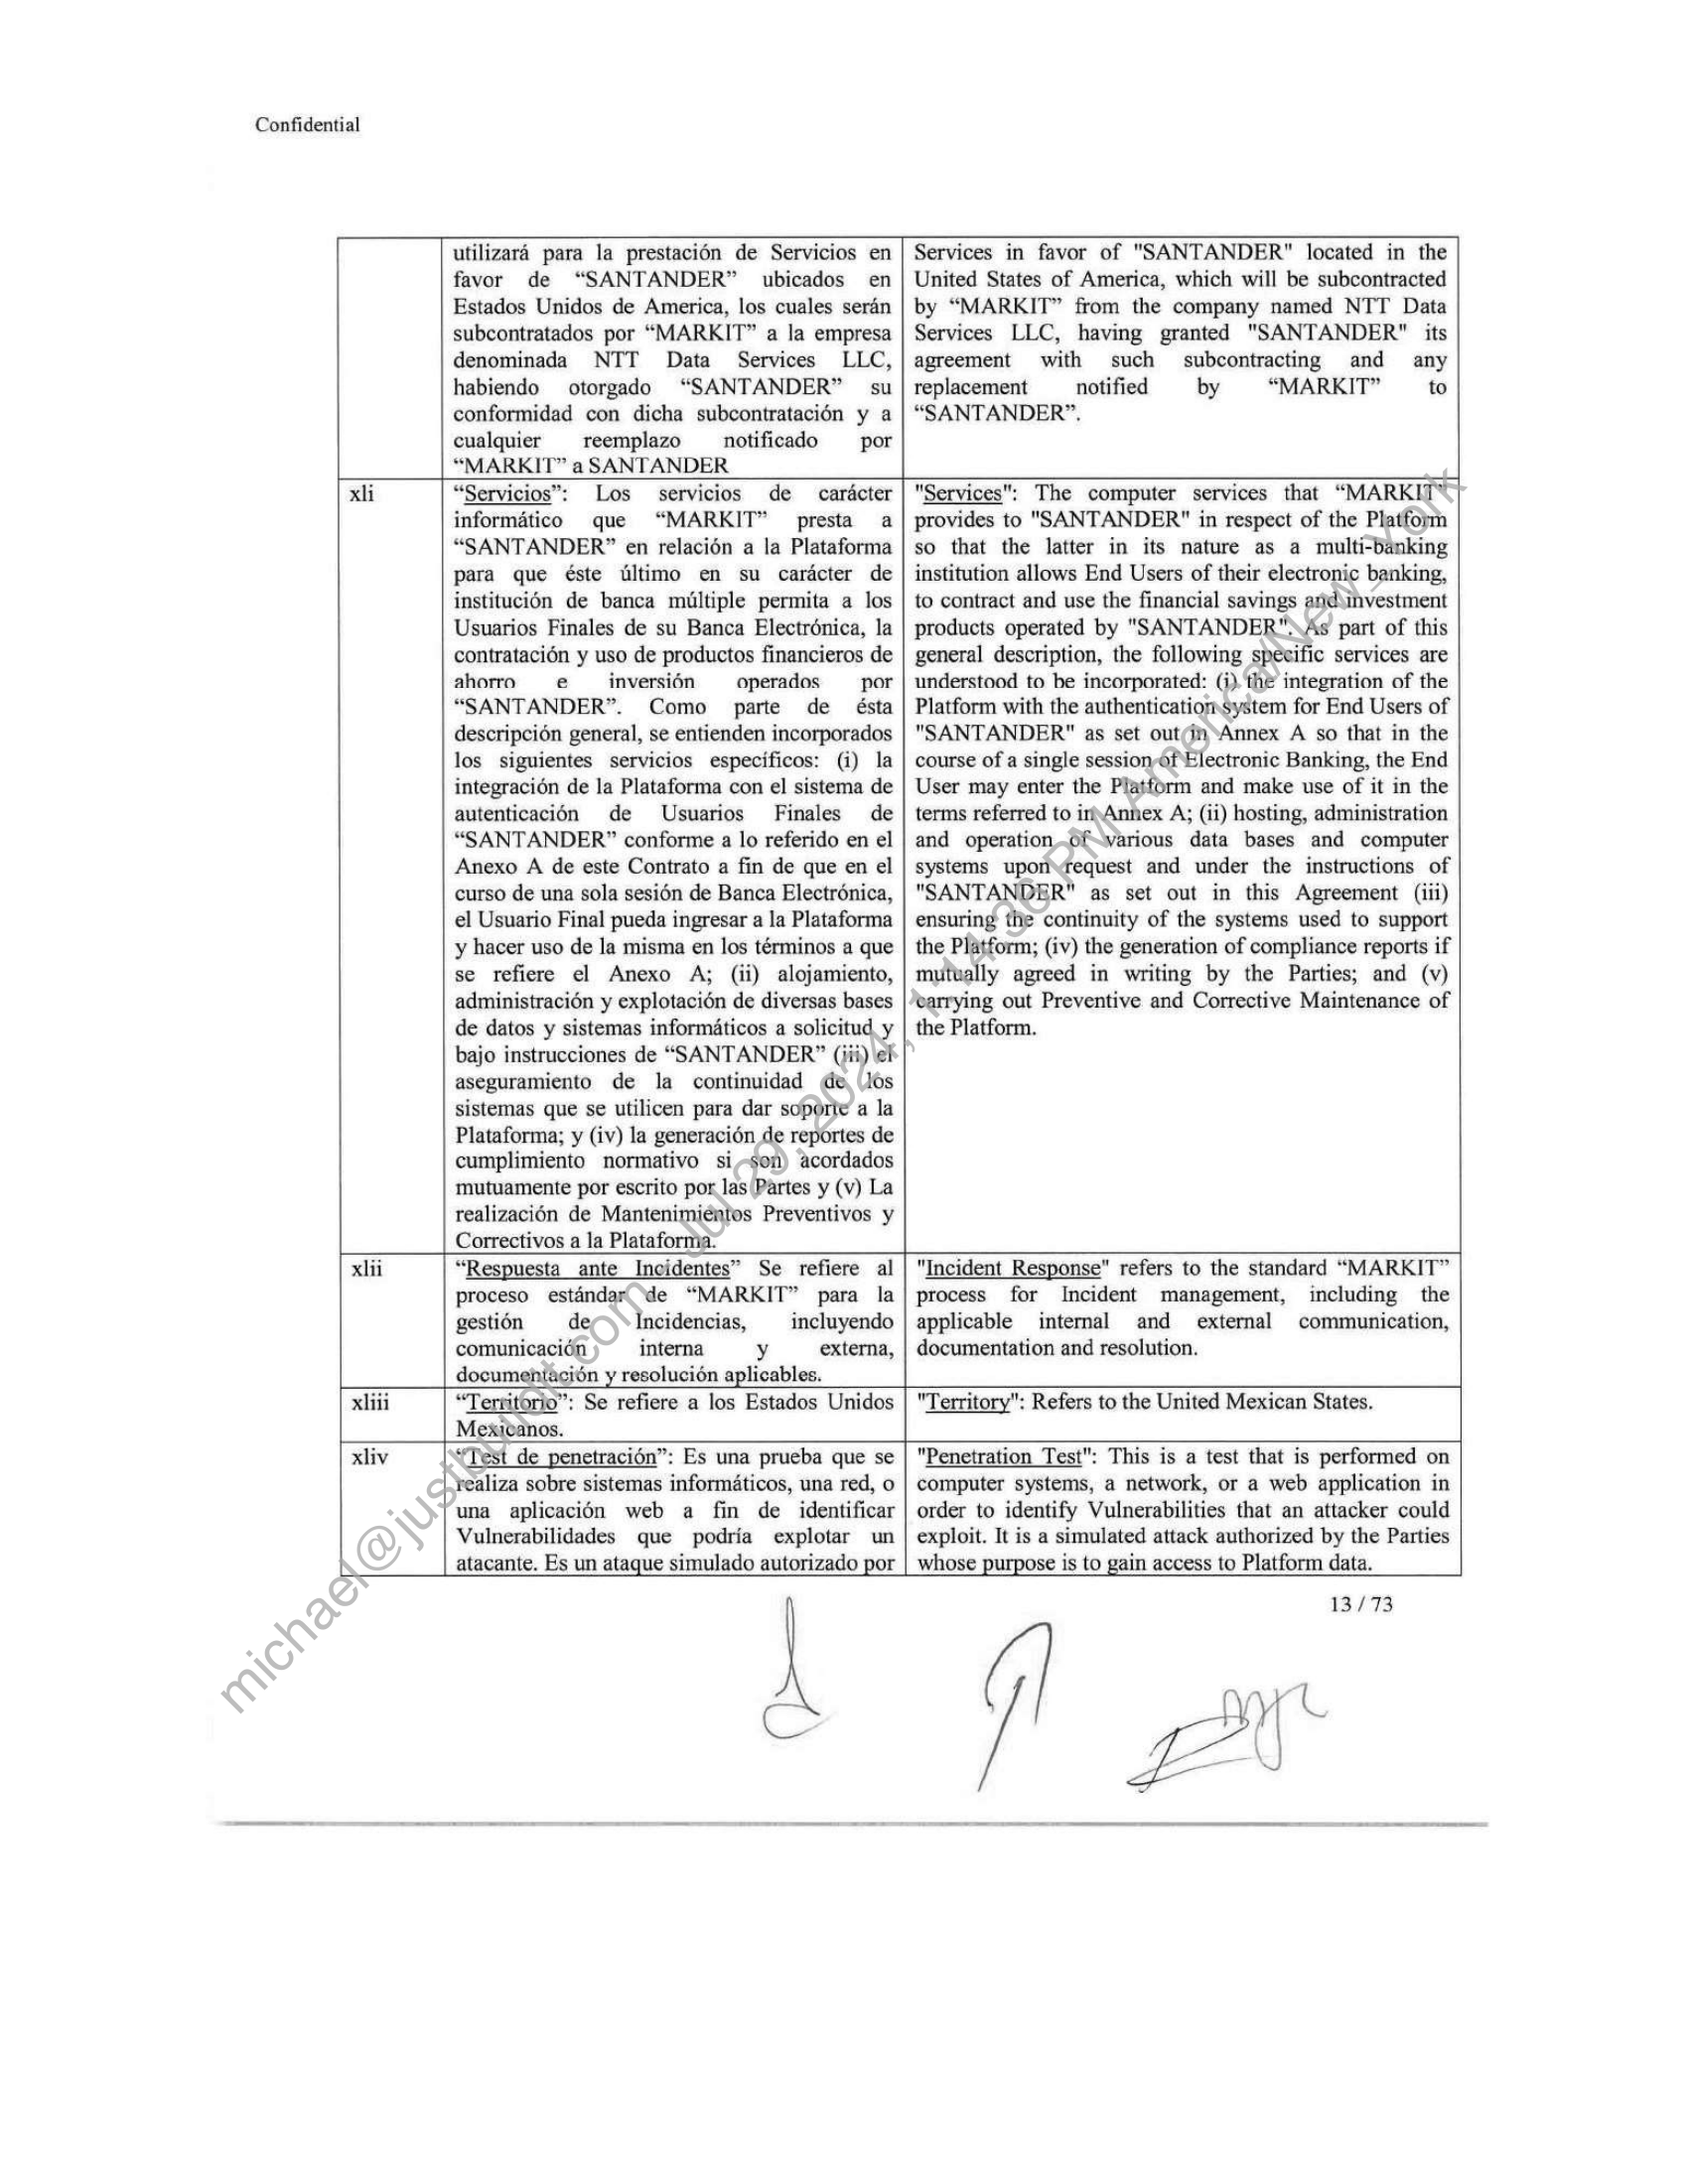 Confidential
utilizará para la prestación de Servicios en
favor de “SANTANDER” ubicados en
Estados Unidos de America, los cuales serán
subcontratados por “MARKIT” a la empresa
denominada NTT Data Services LLC,
habiendo otorgado “SANTANDER” su
conformidad con dicha subcontratación y a
cualquier reemplazo notificado por
“MARKIT” a SANTANDER
Services in favor of "SANTANDER" located in the
United States of America, which will be subcontracted
by “MARKIT” from the company named NTT Data
Services LLC, having granted "SANTANDER" its
agreement with such subcontracting and any
replacement notified by “MARKIT” to
“SANTANDER”.
xli
“Servicios”: Los servicios de carácter
informático que “MARKIT” presta a
“SANTANDER” en relación a la Plataforma
para que éste último en su carácter de
institución de banca múltiple permita a los
Usuarios Finales de su Banca Electrónica, la
contratación y uso de productos financieros de
ahorro e inversión operados por
“SANTANDER”. Como parte de ésta
descripción general, se entienden incorporados
los siguientes servicios específicos: (i) la
integración de la Plataforma con el sistema de
autenticación de Usuarios Finales de
“SANTANDER” conforme a lo referido en el
Anexo A de este Contrato a fin de que en el
curso de una sola sesión de Banca Electrónica,
el Usuario Final pueda ingresar a la Plataforma
y hacer uso de la misma en los términos a que
se refiere el Anexo A; (ii) alojamiento,
administración y explotación de diversas bases
de datos y sistemas informáticos a solicitud y
bajo instrucciones de “SANTANDER” (iii) el
aseguramiento de la continuidad de los
sistemas que se utilicen para dar soporte a la
Plataforma; y (iv) la generación de reportes de
cumplimiento normativo si son acordados
mutuamente por escrito por las Partes y (v) La
realización de Mantenimientos Preventivos y
Correctivos a la Plataforma.
"Services": The computer services that “MARKIT”
provides to "SANTANDER" in respect of the Platform
so that the latter in its nature as a multi-banking
institution allows End Users of their electronic banking,
to contract and use the financial savings and investment
products operated by "SANTANDER". As part of this
general description, the following specific services are
understood to be incorporated: (i) the integration of the
Platform with the authentication system for End Users of
"SANTANDER" as set out in Annex A so that in the
course of a single session of Electronic Banking, the End
User may enter the Platform and make use of it in the
terms referred to in Annex A; (ii) hosting, administration
and operation of various data bases and computer
systems upon request and under the instructions of
"SANTANDER" as set out in this Agreement (iii)
ensuring the continuity of the systems used to support
the Platform; (iv) the generation of compliance reports if
mutually agreed in writing by the Parties; and (v)
carrying out Preventive and Corrective Maintenance of
the Platform.
xlii
“Respuesta ante Incidentes” Se refiere al
proceso estándar de “MARKIT” para la
gestión de Incidencias, incluyendo
comunicación interna y externa,
documentación y resolución aplicables.
"Incident Response" refers to the standard “MARKIT”
process for Incident management, including the
applicable internal and external communication,
documentation and resolution.
xliii
“Territorio”: Se refiere a los Estados Unidos
Mexicanos.
"Territory": Refers to the United Mexican States.
xliv
“Test de penetración”: Es una prueba que se
realiza sobre sistemas informáticos, una red, o
una aplicación web a fin de identificar
Vulnerabilidades que podría explotar un
atacante. Es un ataque simulado autorizado por
"Penetration Test": This is a test that is performed on
computer systems, a network, or a web application in
order to identify Vulnerabilities that an attacker could
exploit. It is a simulated attack authorized by the Parties
whose purpose is to gain access to Platform data.
13 / 73
michael@justbuildit.com - Jul 29, 2024, 1:14:36 PM America/New_York